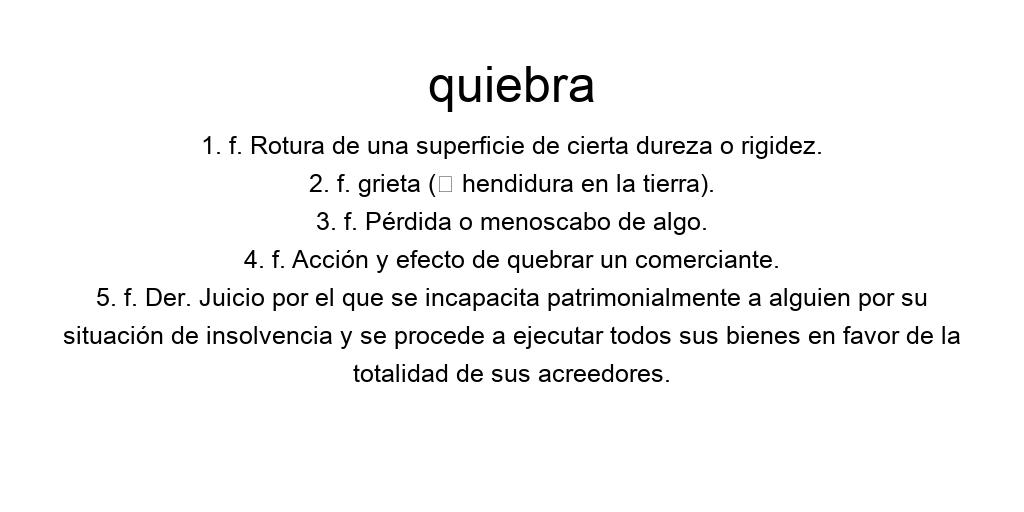 quiebra
1. f. Rotura de una superficie de cierta dureza o rigidez.
2. f. grieta (□ hendidura en la tierra).
3. f. Pérdida o menoscabo de algo.
4. f. Acción y efecto de quebrar un comerciante.
5. f. Der. Juicio por el que se incapacita patrimonialmente a alguien por su
situación de insolvencia y se procede a ejecutar todos sus bienes en favor de la
totalidad de sus acreedores.